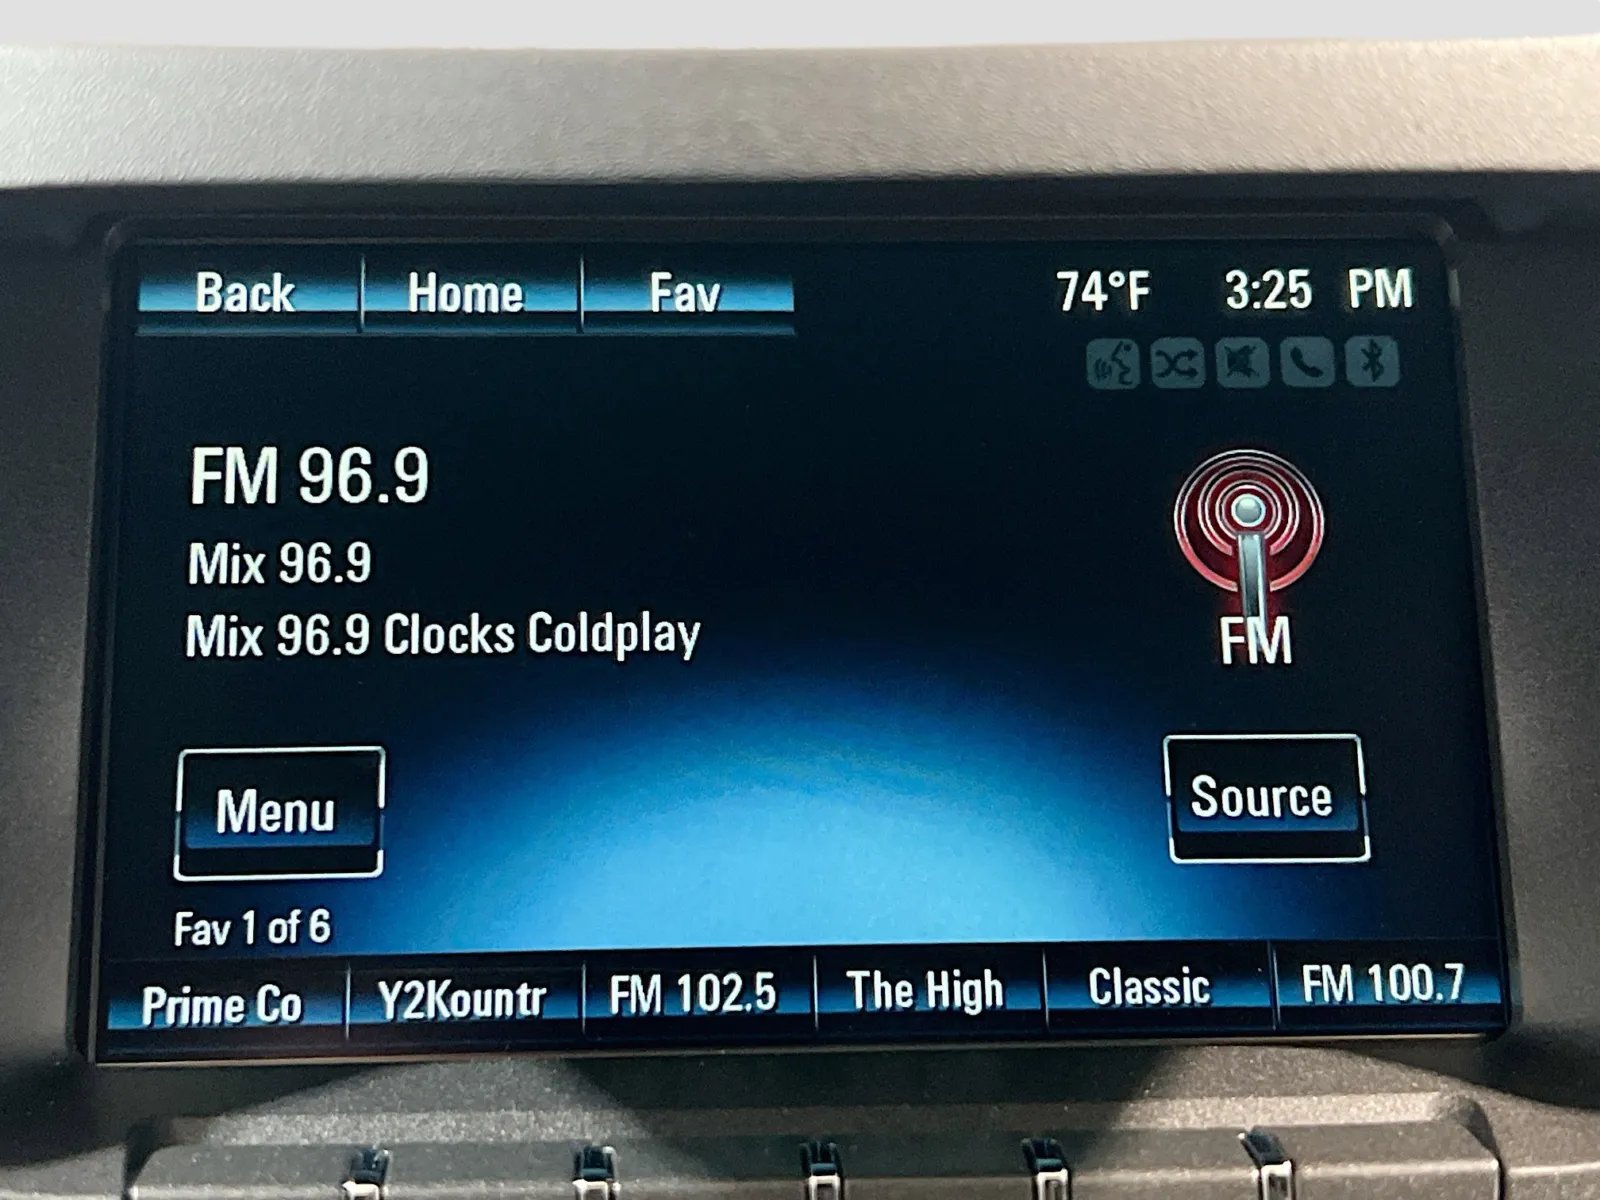 Back Home Fav 74°F 3:25 PM
FM 96.9
Mix 96.9
Mix 96.9 Clocks Coldplay
FM
Menu Source
Fav 1 of 6
Prime Co Y2Kountr FM 102.5 The High Classic FM 100.7